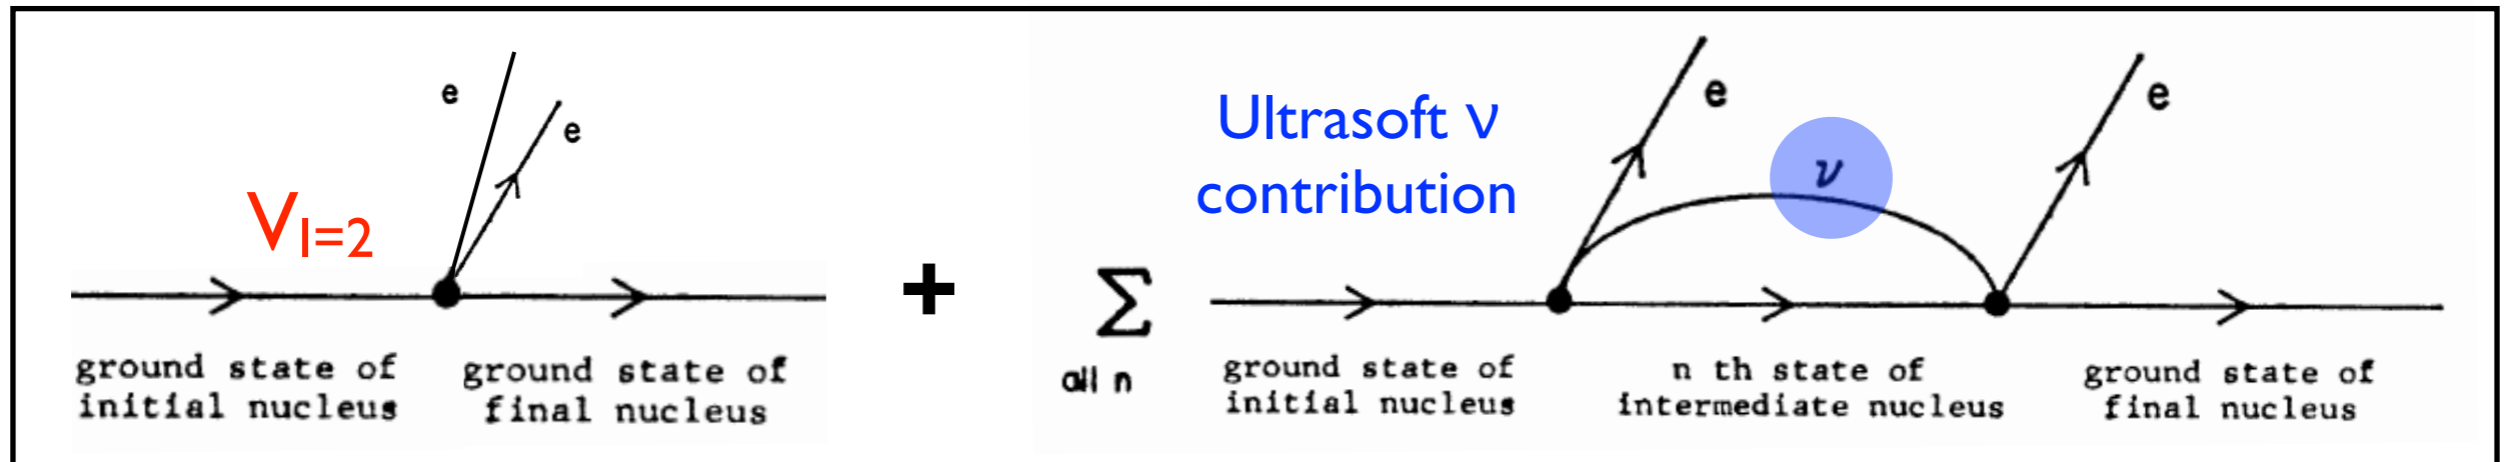 e
e
V I=2
ground state of
initial nucleus
ground state of
final nucleus
+
Σ
all n
Ultrasoft ν
contribution
e
ν
e
ground state of
initial nucleus
n th state of
intermediate nucleus
ground state of
final nucleus